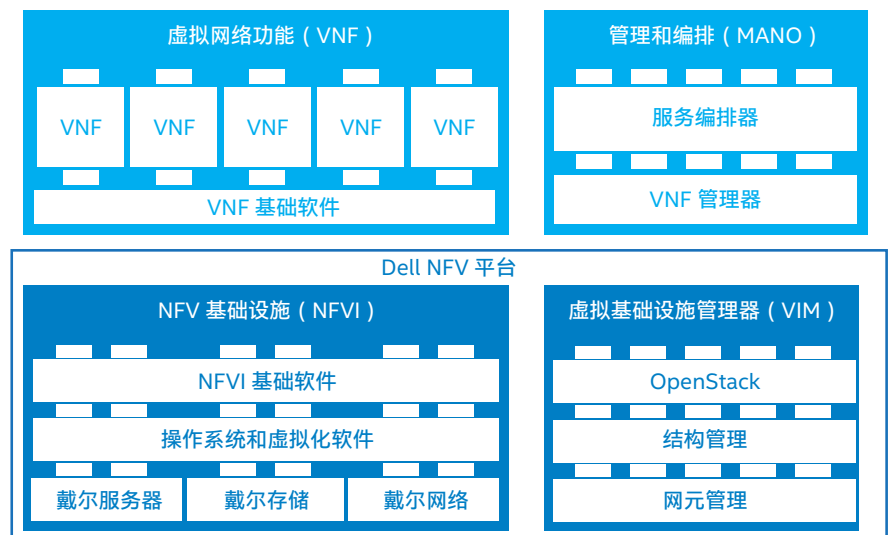 虚拟网络功能（VNF）
VNF
VNF
VNF
VNF
VNF
VNF 基础软件
管理和编排（MANO）
服务编排器
VNF 管理器
Dell NFV 平台
NFV 基础设施（NFVI）
NFVI 基础软件
操作系统和虚拟化软件
戴尔服务器
戴尔存储
戴尔网络
虚拟基础设施管理器（VIM）
OpenStack
结构管理
网元管理